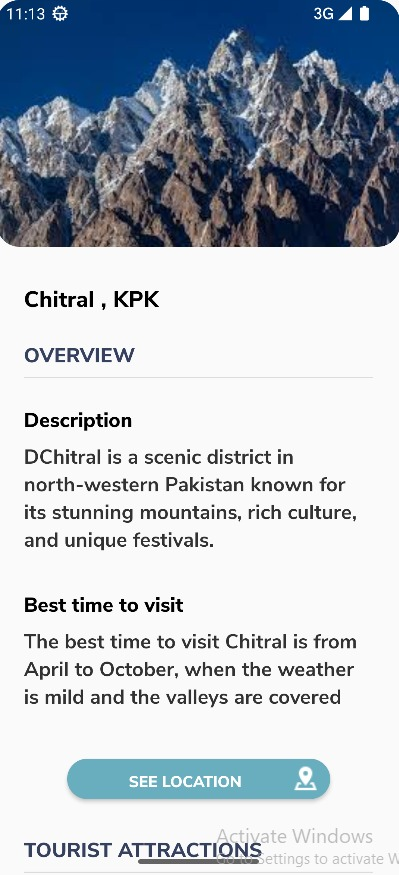 11:13
3G
Chitral , KPK
OVERVIEW
Description
DChitral is a scenic district in
north-western Pakistan known for
its stunning mountains, rich culture,
and unique festivals.
Best time to visit
The best time to visit Chitral is from
April to October, when the weather
is mild and the valleys are covered
SEE LOCATION
Activate Windows
TOURIST ATTRACTIONS
Go to Settings to activate W